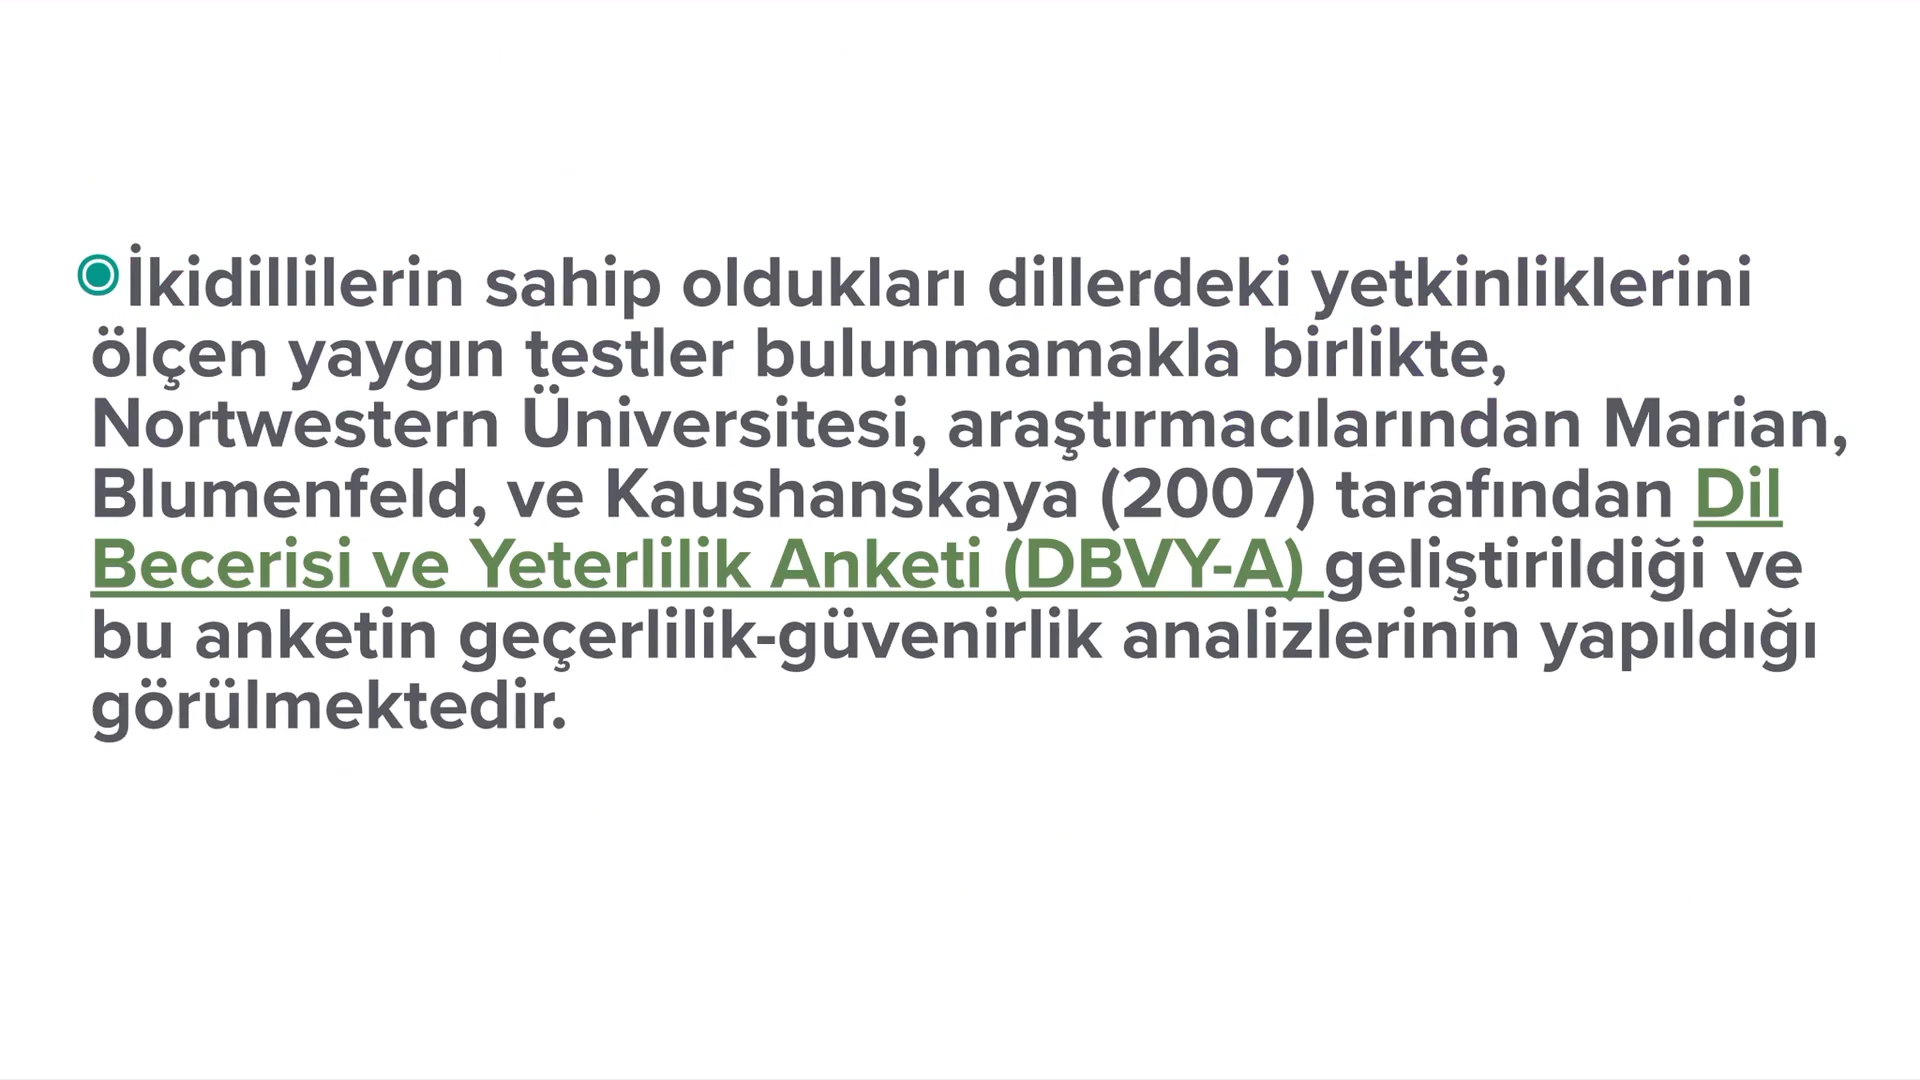 İkidillilerin sahip oldukları dillerdeki yetkinliklerini
ölçen yaygın testler bulunmamakla birlikte,
Nortwestern Üniversitesi, araştırmacılarından Marian,
Blumenfeld, ve Kaushanskaya (2007) tarafından Dil
Becerisi ve Yeterlilik Anketi (DBVY-A) geliştirildiği ve
bu anketin geçerlilik-güvenirlik analizlerinin yapıldığı
görülmektedir.